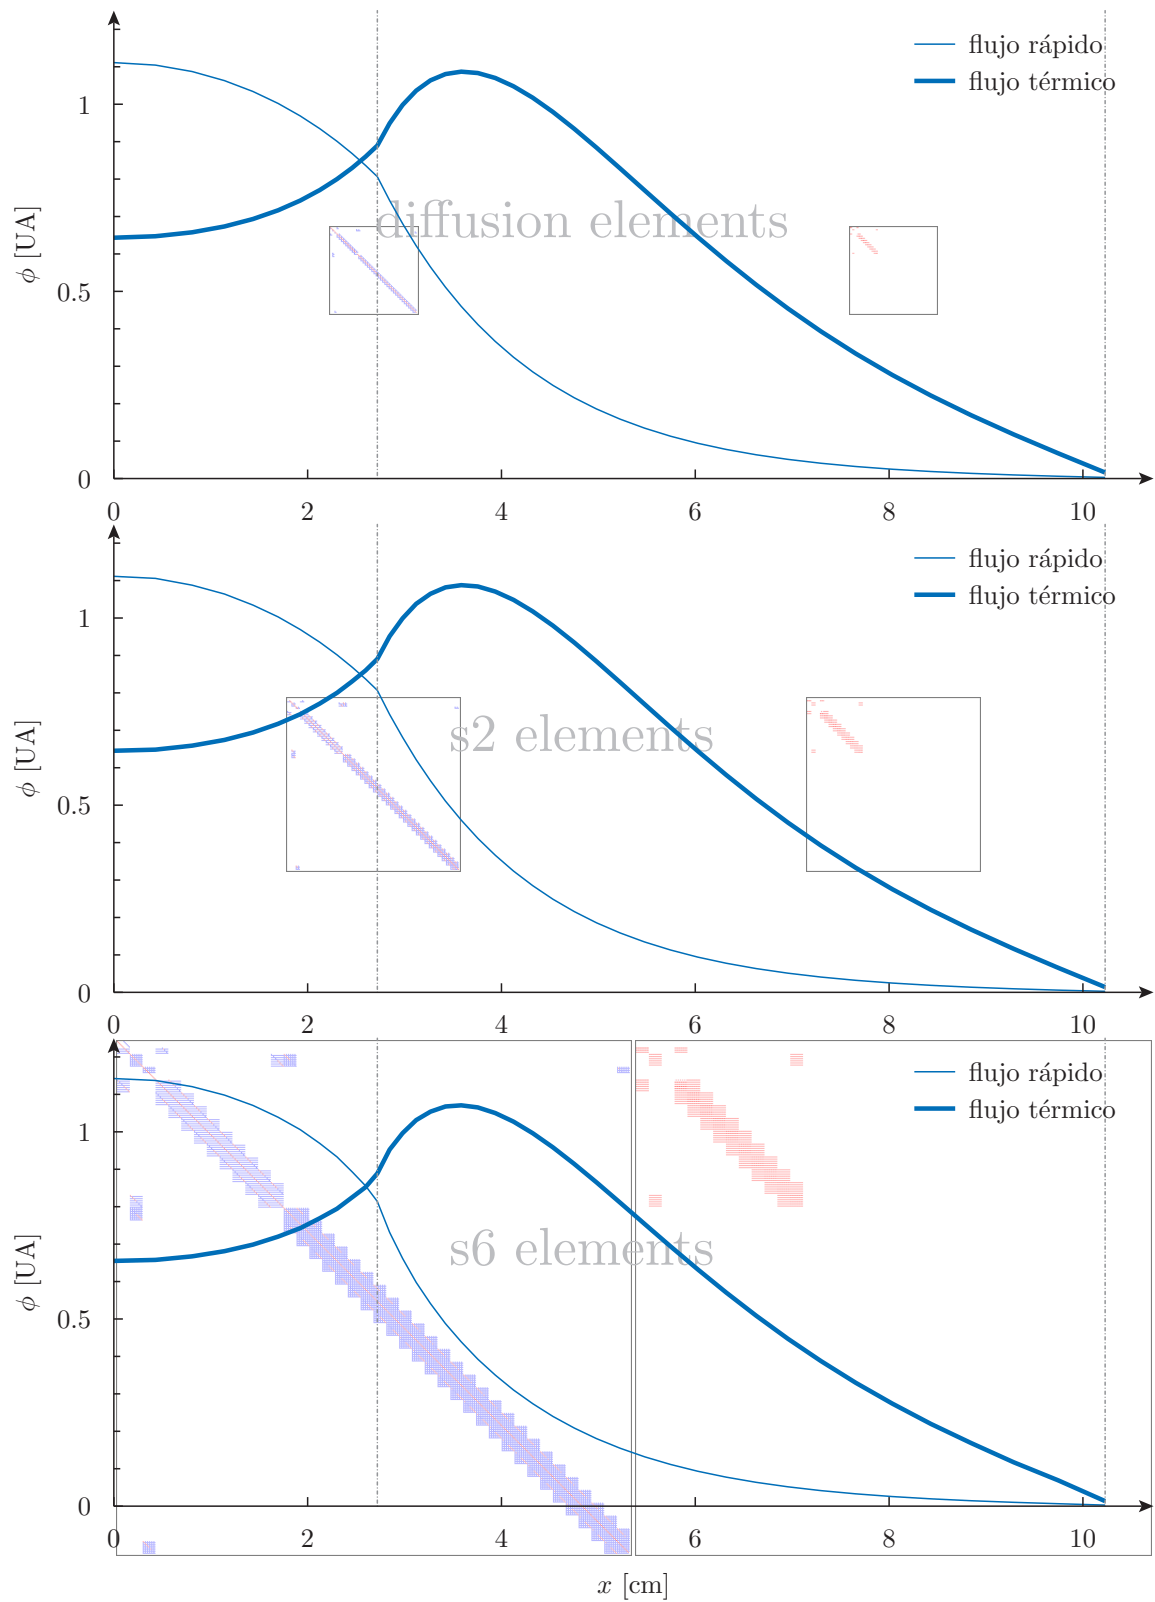 flujo rápido
flujo térmico
1
0.5
0
ϕ [UA]
diffusion elements
0 2 4 6 8 10
flujo rápido
flujo térmico
1
0.5
0
ϕ [UA]
s2 elements
0 2 4 6 8 10
flujo rápido
flujo térmico
1
0.5
0
ϕ [UA]
s6 elements
0 2 4 6 8 10
x [cm]